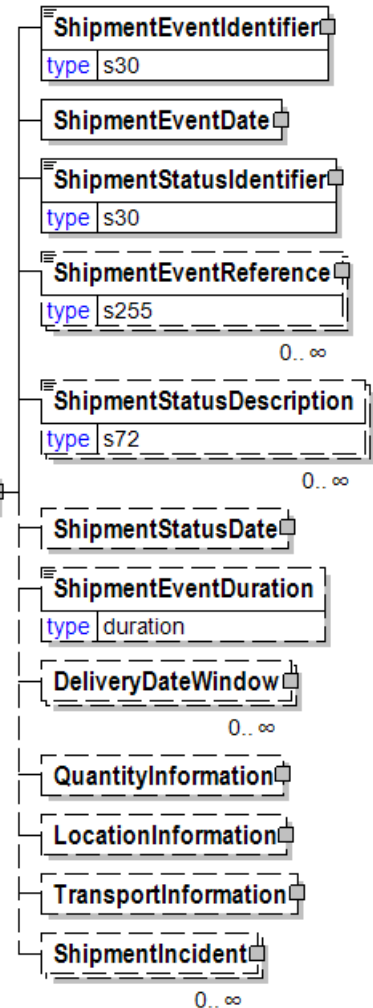 ShipmentEventIdentifier
type s30
ShipmentEventDate
ShipmentStatusIdentifier
type s30
ShipmentEventReference
type s255
0.. ∞
ShipmentStatusDescription
type s72
0.. ∞
ShipmentStatusDate
ShipmentEventDuration
type duration
DeliveryDateWindow
0.. ∞
QuantityInformation
LocationInformation
TransportInformation
ShipmentIncident
0.. ∞